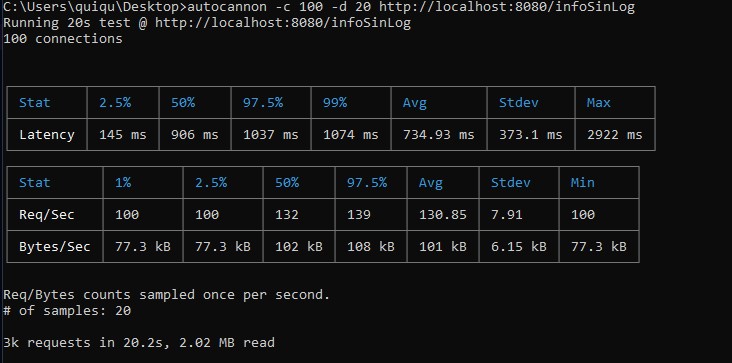 C:\Users\quiqu\Desktop>autocannon -c 100 -d 20 http://localhost:8080/infoSinLog
Running 20s test @ http://localhost:8080/infoSinLog
100 connections
Stat 2.5% 50% 97.5% 99% Avg Stdev Max
Latency 145 ms 906 ms 1037 ms 1074 ms 734.93 ms 373.1 ms 2922 ms
Stat 1% 2.5% 50% 97.5% Avg Stdev Min
Req/Sec 100 100 132 139 130.85 7.91 100
Bytes/Sec 77.3 kB 77.3 kB 102 kB 108 kB 101 kB 6.15 kB 77.3 kB
Req/Bytes counts sampled once per second.
# of samples: 20
3k requests in 20.2s, 2.02 MB read